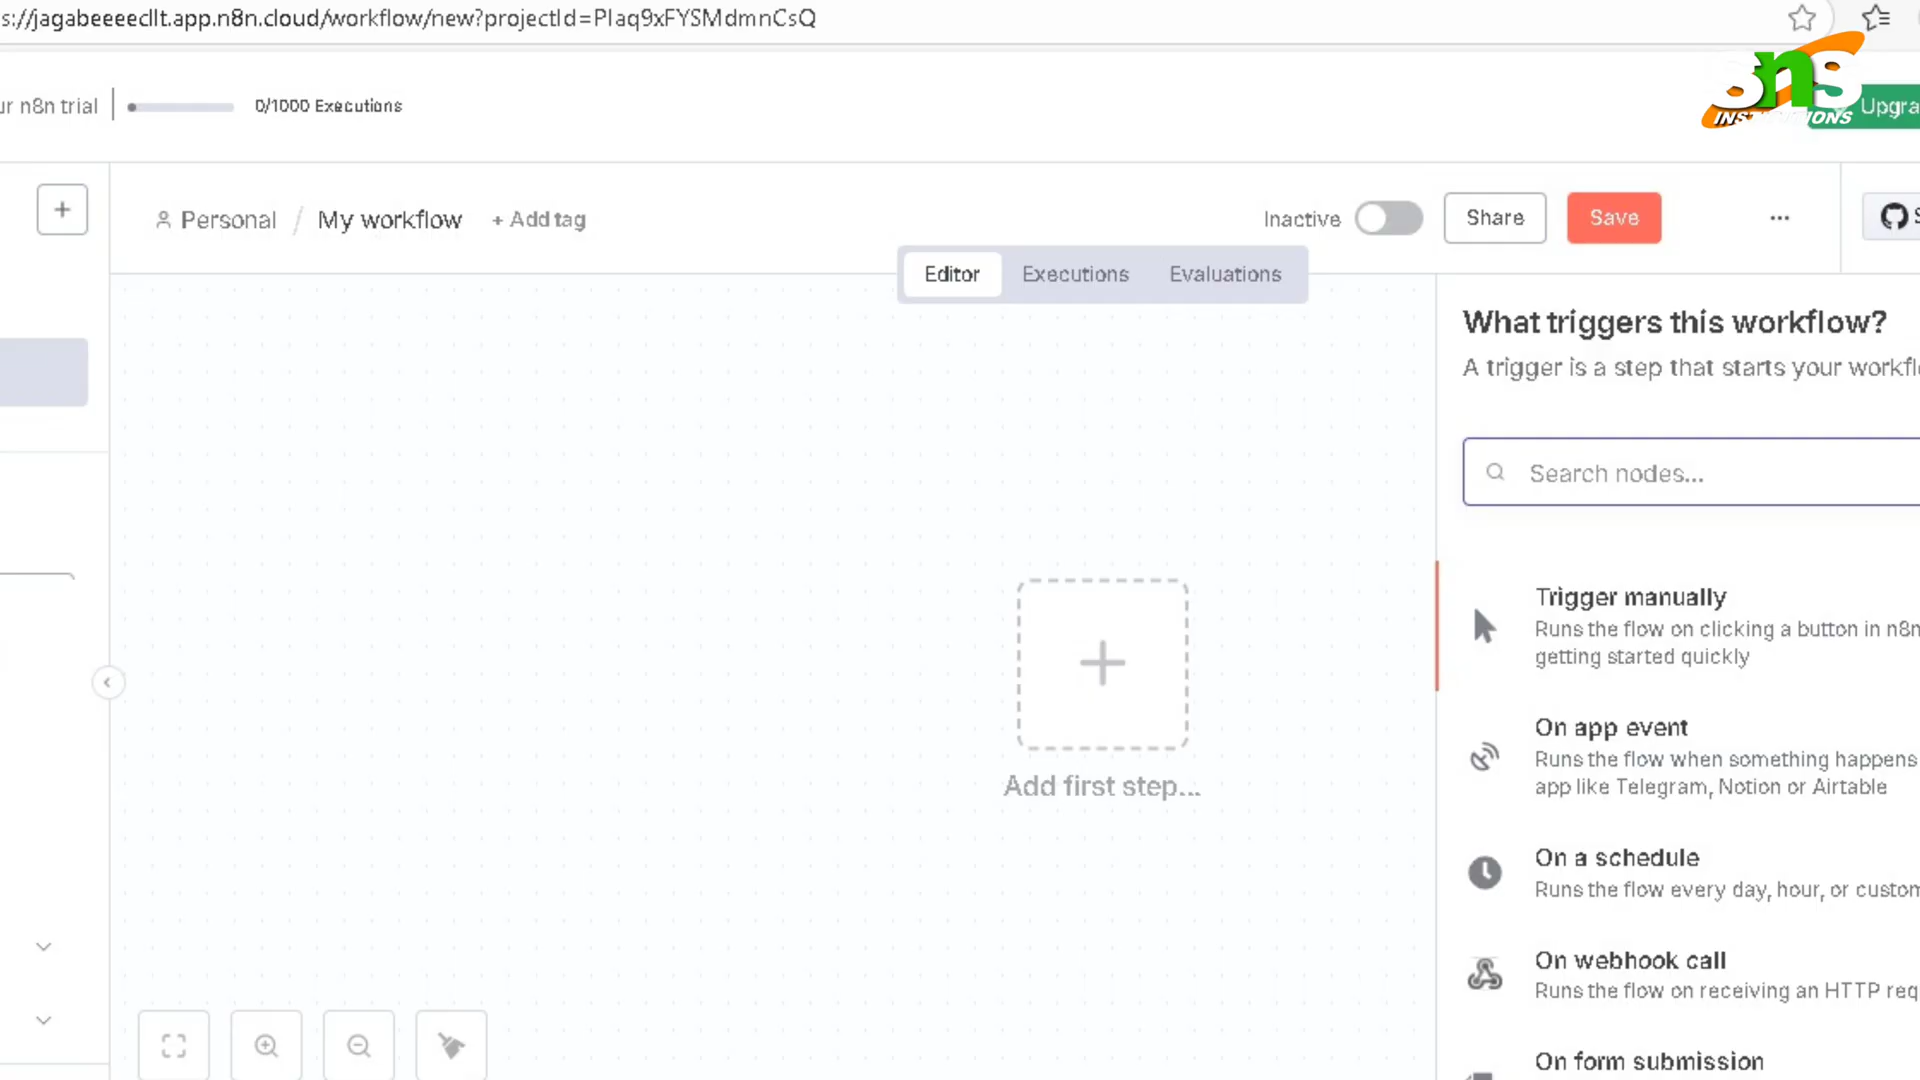 s://jagabeeeecllt.app.n8n.cloud/workflow/new?projectId=PIaq9xFYSMdmnCsQ
sns
INSTITUTIONS
ur n8n trial
0/1000 Executions
Upgra
Personal / My workflow
+ Add tag
Inactive
Share
Save
...
S
Editor
Executions
Evaluations
What triggers this workflow?
A trigger is a step that starts your workfl
Search nodes...
Trigger manually
Runs the flow on clicking a button in n8n
getting started quickly
On app event
Runs the flow when something happens
app like Telegram, Notion or Airtable
Add first step...
On a schedule
Runs the flow every day, hour, or custom
On webhook call
Runs the flow on receiving an HTTP req
On form submission